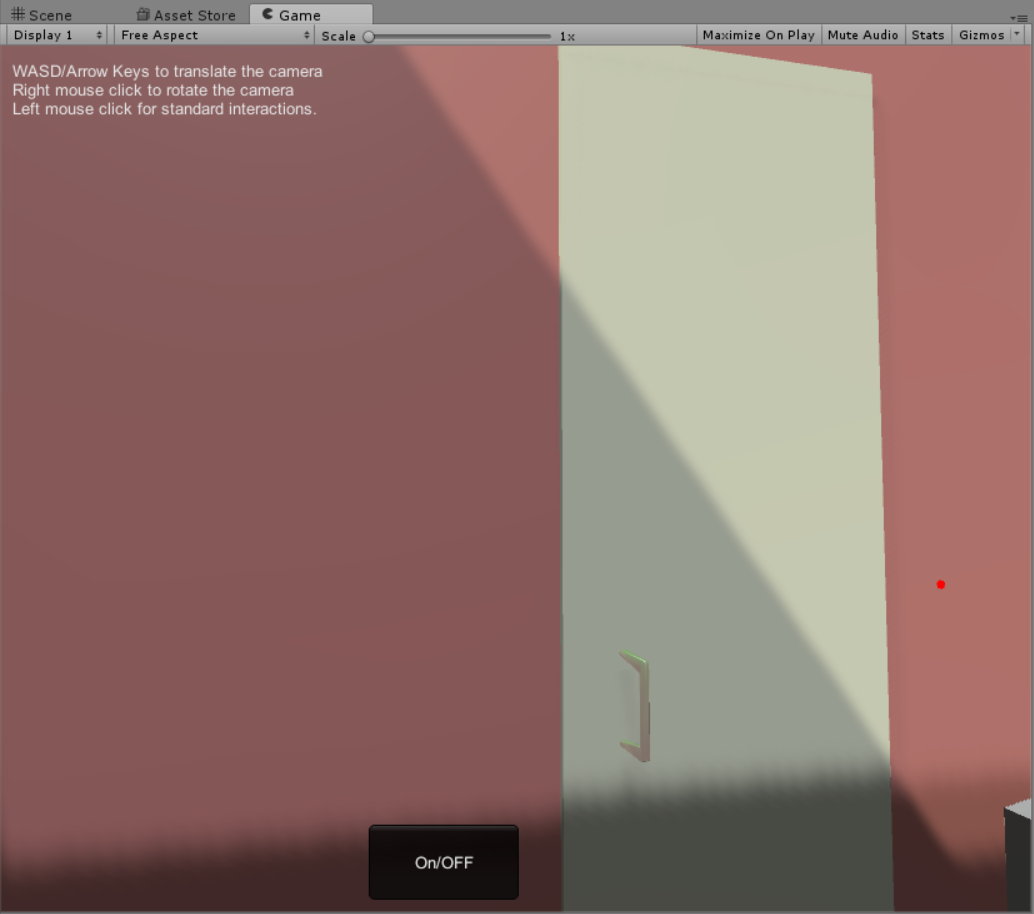 Scene
Asset Store
Game
Display 1
Free Aspect
Scale
1x
Maximize On Play
Mute Audio
Stats
Gizmos
WASD/Arrow Keys to translate the camera
Right mouse click to rotate the camera
Left mouse click for standard interactions.
On/OFF